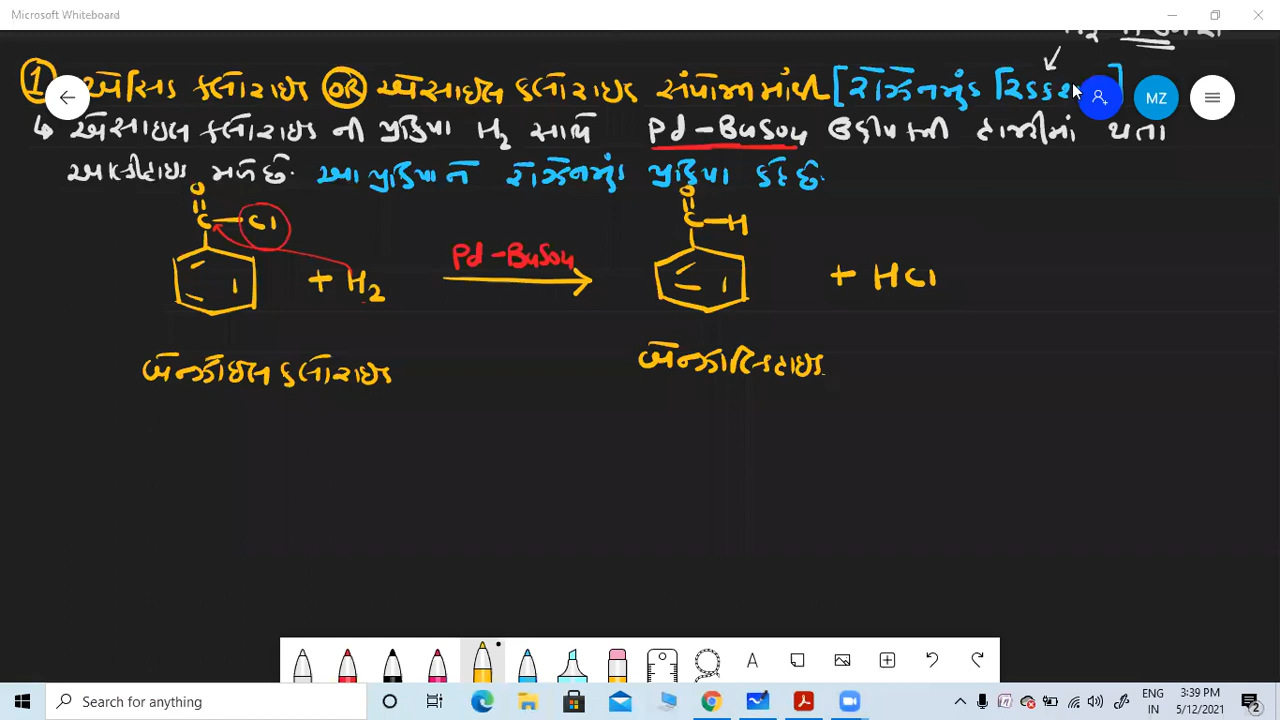 Microsoft Whiteboard
① એસિડ ક્લોરાઇડ OR એસાઇલ ક્લોરાઇડ સંયોજનમાંથી [રોઝેનમુંડ રિડક્શન]
↳ એસાઇલ ક્લોરાઇડ ની પ્રક્રિયા H2 સાથે Pd-BaSO4 ઉદ્દીપકની હાજરીમાં થતા
આલ્ડીહાઇડ મળે છે. આ પ્રક્રિયા ને રોઝેનમુંડ પ્રક્રિયા કહે છે.
O
C-Cl
+ H2
Pd-BaSO4
O
C-H
+ HCl
બેન્ઝોઇલ ક્લોરાઇડ
બેન્ઝાલ્ડિહાઇડ
MZ
A
Search for anything
ENG
IN
3:39 PM
5/12/2021
2